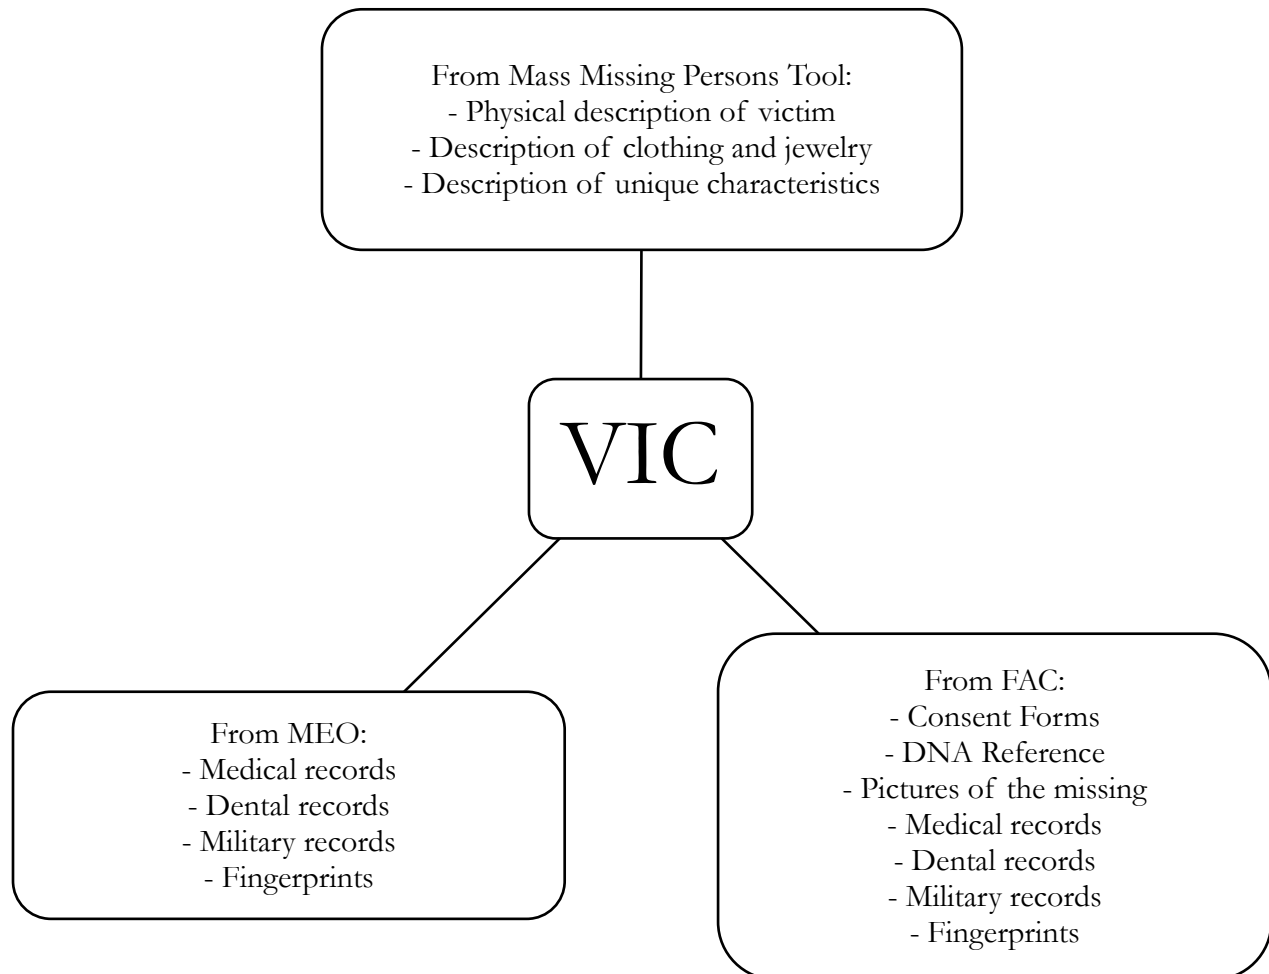 From Mass Missing Persons Tool:
- Physical description of victim
- Description of clothing and jewelry
- Description of unique characteristics
VIC
From MEO:
- Medical records
- Dental records
- Military records
- Fingerprints
From FAC:
- Consent Forms
- DNA Reference
- Pictures of the missing
- Medical records
- Dental records
- Military records
- Fingerprints